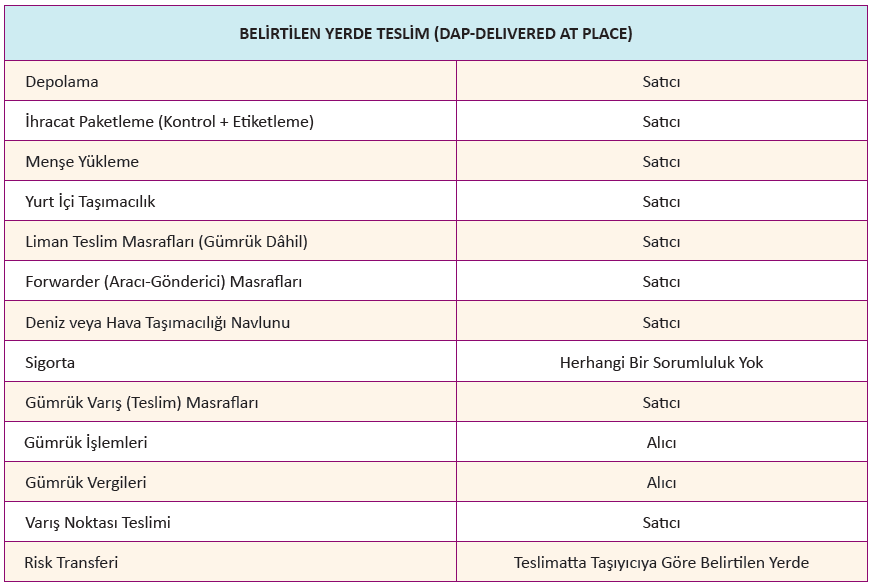 BELİRTİLEN YERDE TESLİM (DAP-DELIVERED AT PLACE)
Depolama Satıcı
İhracat Paketleme (Kontrol + Etiketleme) Satıcı
Menşe Yükleme Satıcı
Yurt İçi Taşımacılık Satıcı
Liman Teslim Masrafları (Gümrük Dâhil) Satıcı
Forwarder (Aracı-Gönderici) Masrafları Satıcı
Deniz veya Hava Taşımacılığı Navlunu Satıcı
Sigorta Herhangi Bir Sorumluluk Yok
Gümrük Varış (Teslim) Masrafları Satıcı
Gümrük İşlemleri Alıcı
Gümrük Vergileri Alıcı
Varış Noktası Teslimi Satıcı
Risk Transferi Teslimatta Taşıyıcıya Göre Belirtilen Yerde